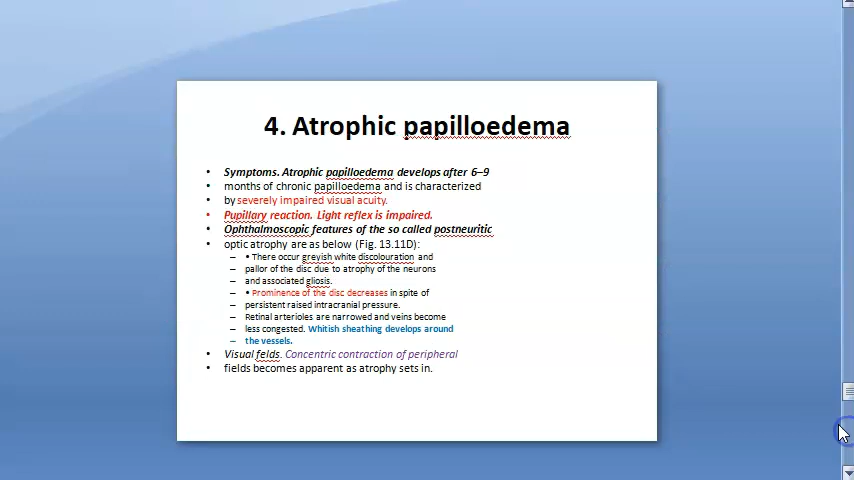 4. Atrophic papilloedema
• Symptoms. Atrophic papilloedema develops after 6–9
• months of chronic papilloedema and is characterized
• by severely impaired visual acuity.
• Pupillary reaction. Light reflex is impaired.
• Ophthalmoscopic features of the so called postneuritic
• optic atrophy are as below (Fig. 13.11D):
– • There occur greyish white discolouration and
– pallor of the disc due to atrophy of the neurons
– and associated gliosis.
– • Prominence of the disc decreases in spite of
– persistent raised intracranial pressure.
– Retinal arterioles are narrowed and veins become
– less congested. Whitish sheathing develops around
– the vessels.
• Visual felds. Concentric contraction of peripheral
• fields becomes apparent as atrophy sets in.